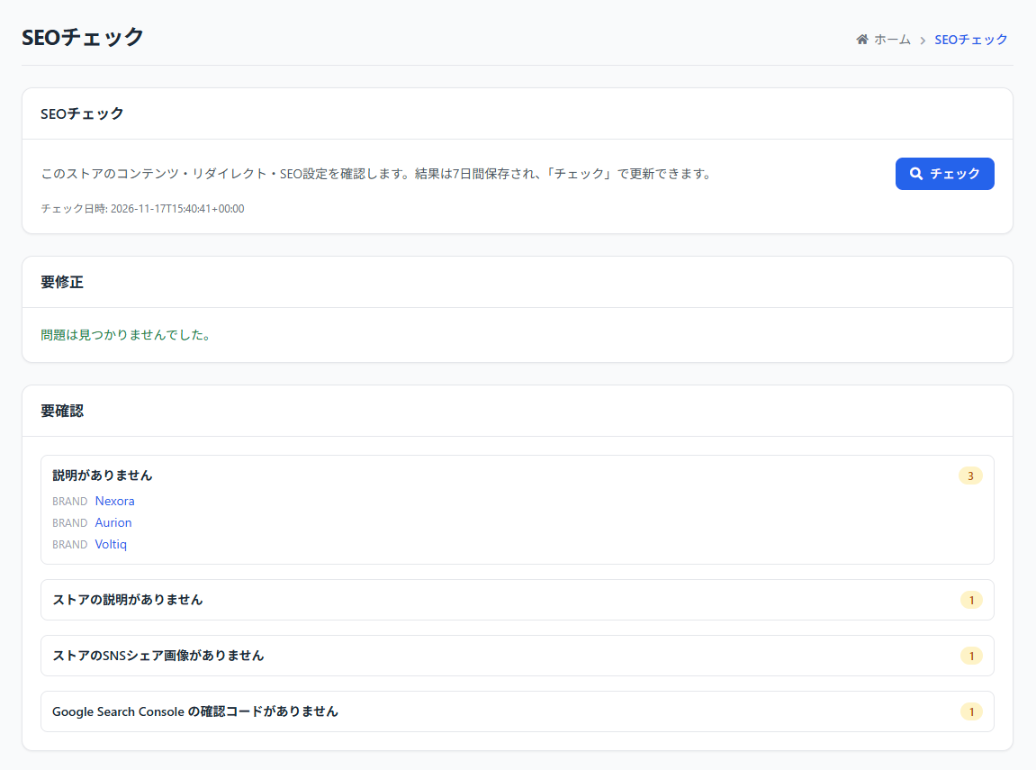 SEOチェック
ホーム > SEOチェック
SEOチェック
このストアのコンテンツ・リダイレクト・SEO設定を確認します。結果は7日間保存され、「チェック」で更新できます。
チェック
チェック日時: 2026-11-17T15:40:41+00:00
要修正
問題は見つかりませんでした。
要確認
説明がありません 3
BRAND Nexora
BRAND Aurion
BRAND Voltiq
ストアの説明がありません 1
ストアのSNSシェア画像がありません 1
Google Search Console の確認コードがありません 1